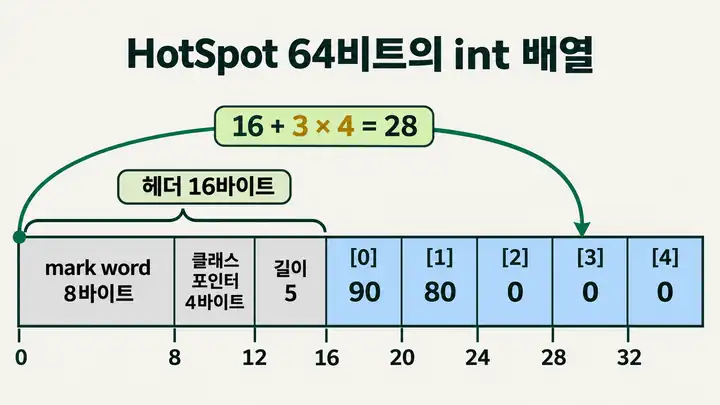 HotSpot 64비트의 int 배열
16 + 3 × 4 = 28
헤더 16바이트
mark word
8바이트
클래스
포인터
4바이트
길이
5
[0]
90
[1]
80
[2]
0
[3]
0
[4]
0
0
8
12
16
20
24
28
32